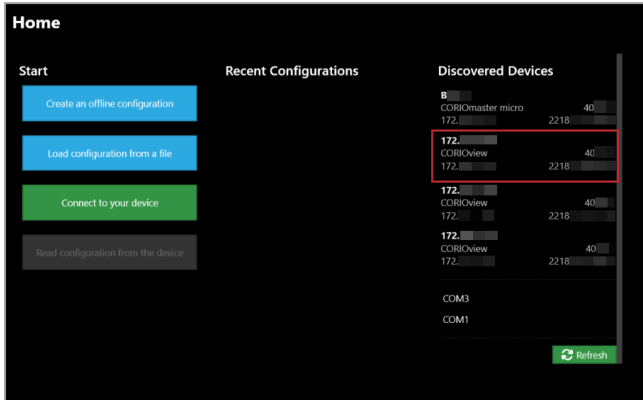 Home
Start
Create an offline configuration
Load configuration from a file
Connect to your device
Read configuration from the device
Recent Configurations
Discovered Devices
B
CORIOmaster micro 40
172. 2218
172.
CORIOview 40
172. 2218
172.
CORIOview 40
172. 2218
172.
CORIOview 40
172. 2218
COM3
COM1
Refresh